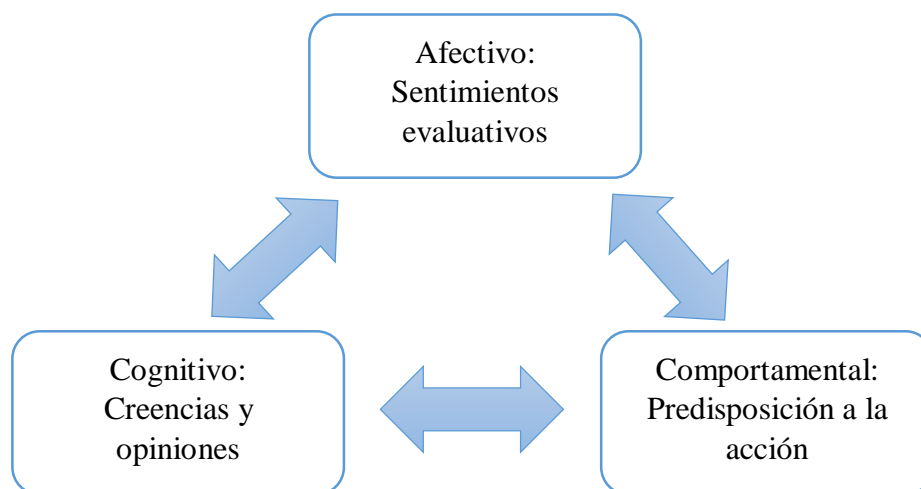 Afectivo:
Sentimientos
evaluativos
Cognitivo:
Creencias y
opiniones
Comportamental:
Predisposición a la
acción